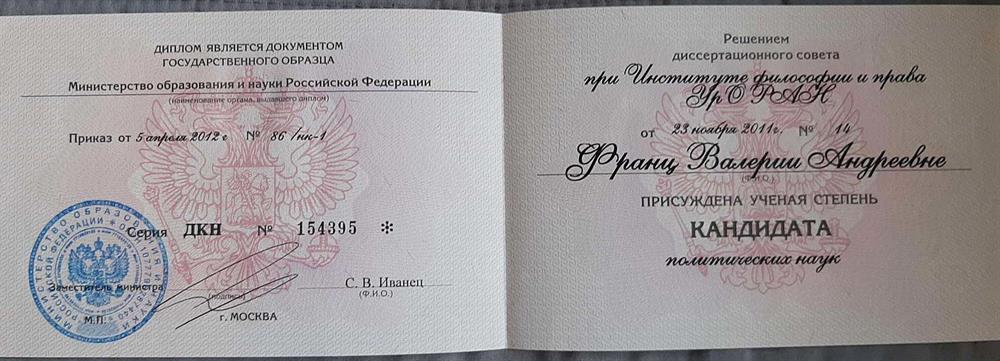 ДИПЛОМ ЯВЛЯЕТСЯ ДОКУМЕНТОМ
ГОСУДАРСТВЕННОГО ОБРАЗЦА
Министерство образования и науки Российской Федерации
(наименование органа, выдавшего диплом)
Приказ от 5 апреля 2012 г № 86/нк-1
Серия ДКН № 154395 *
Заместитель министра
С. В. Иванец
(подпись)
(Ф.И.О.)
М.П.
г. МОСКВА
Решением
диссертационного совета
при Институте философии и права
УрО РАН
от 23 ноября 2011г. № 14
Франц Валерии Андреевне
(Ф.И.О.)
ПРИСУЖДЕНА УЧЕНАЯ СТЕПЕНЬ
КАНДИДАТА
политических наук